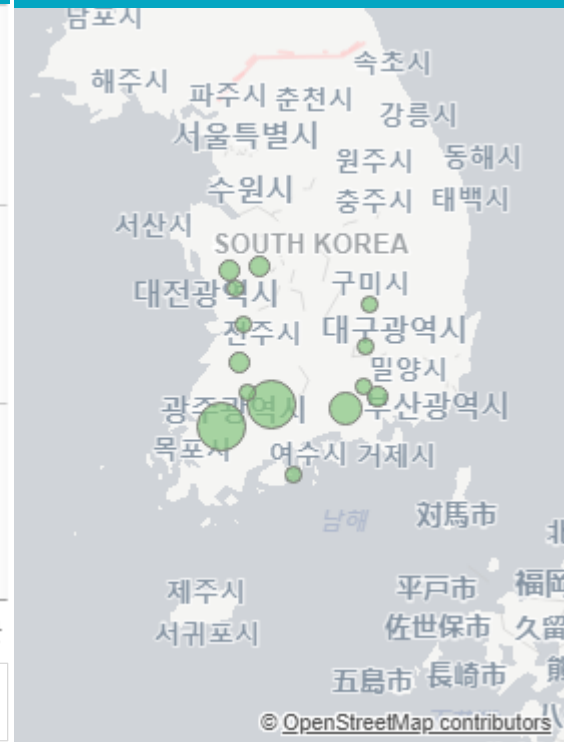 남포시
속초시
해주시
파주시 춘천시
강릉시
서울특별시
원주시 동해시
수원시
충주시 태백시
서산시
SOUTH KOREA
구미시
대전광역시
전주시 대구광역시
밀양시
광주광역시 부산광역시
목포시 여수시 거제시
남해
対馬市
北
제주시
平戸市 福岡
서귀포시
佐世保市 久留
五島市 長崎市 熊
八
© OpenStreetMap contributors